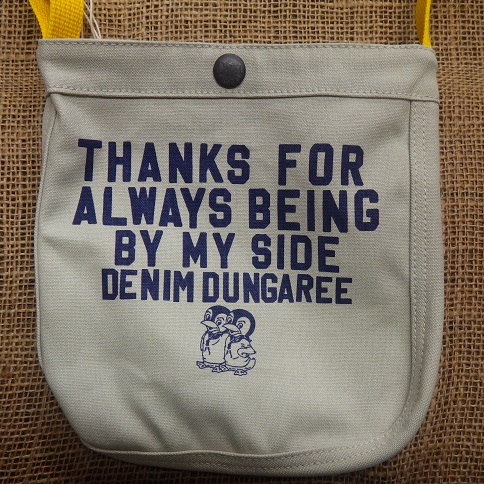 THANKS FOR
ALWAYS BEING
BY MY SIDE
DENIM DUNGAREE